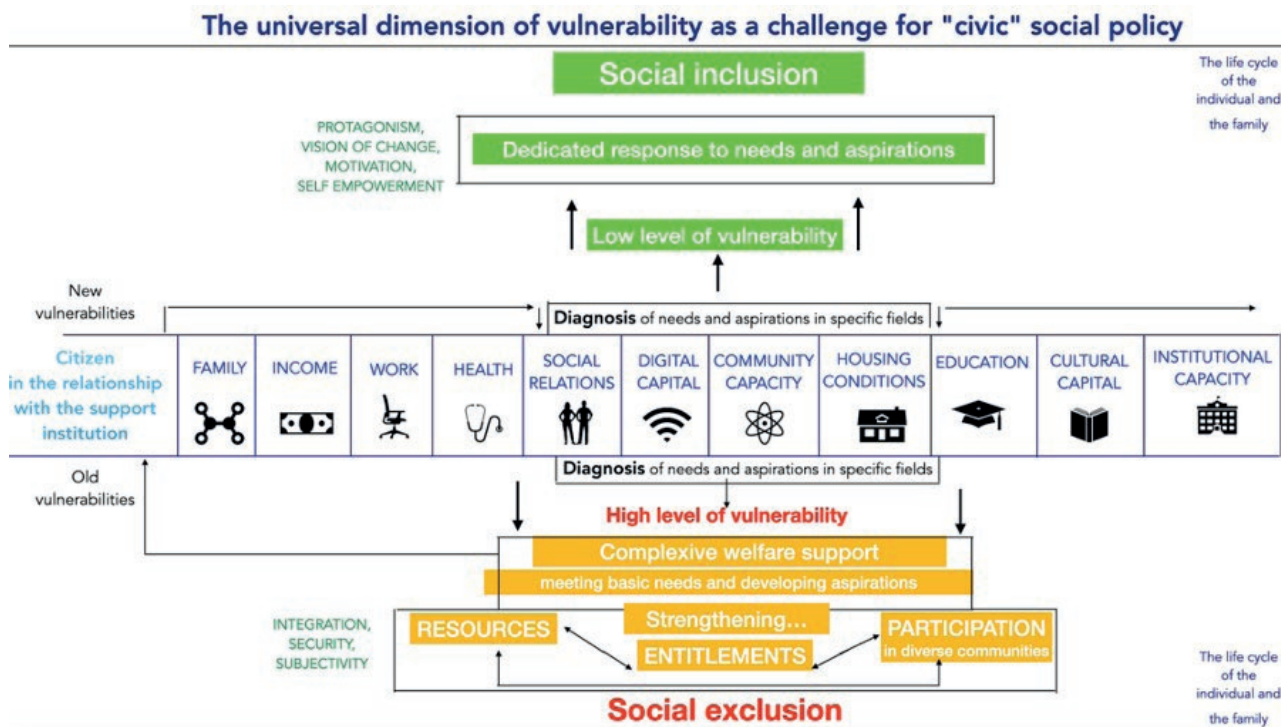 The universal dimension of vulnerability as a challenge for "civic" social policy
Social inclusion
The life cycle
of the
individual and
the family
PROTAGONISM,
VISION OF CHANGE,
MOTIVATION,
SELF EMPOWERMENT
Dedicated response to needs and aspirations
Low level of vulnerability
New
vulnerabilities
Diagnosis of needs and aspirations in specific fields
Citizen
in the relationship
with the support
institution
FAMILY
INCOME
WORK
HEALTH
SOCIAL
RELATIONS
DIGITAL
CAPITAL
COMMUNITY
CAPACITY
HOUSING
CONDITIONS
EDUCATION
CULTURAL
CAPITAL
INSTITUTIONAL
CAPACITY
Old
vulnerabilities
Diagnosis of needs and aspirations in specific fields
High level of vulnerability
Complexive welfare support
meeting basic needs and developing aspirations
INTEGRATION,
SECURITY,
SUBJECTIVITY
RESOURCES
Strengthening...
ENTITLEMENTS
PARTICIPATION
in diverse communities
Social exclusion
The life cycle
of the
individual and
the family